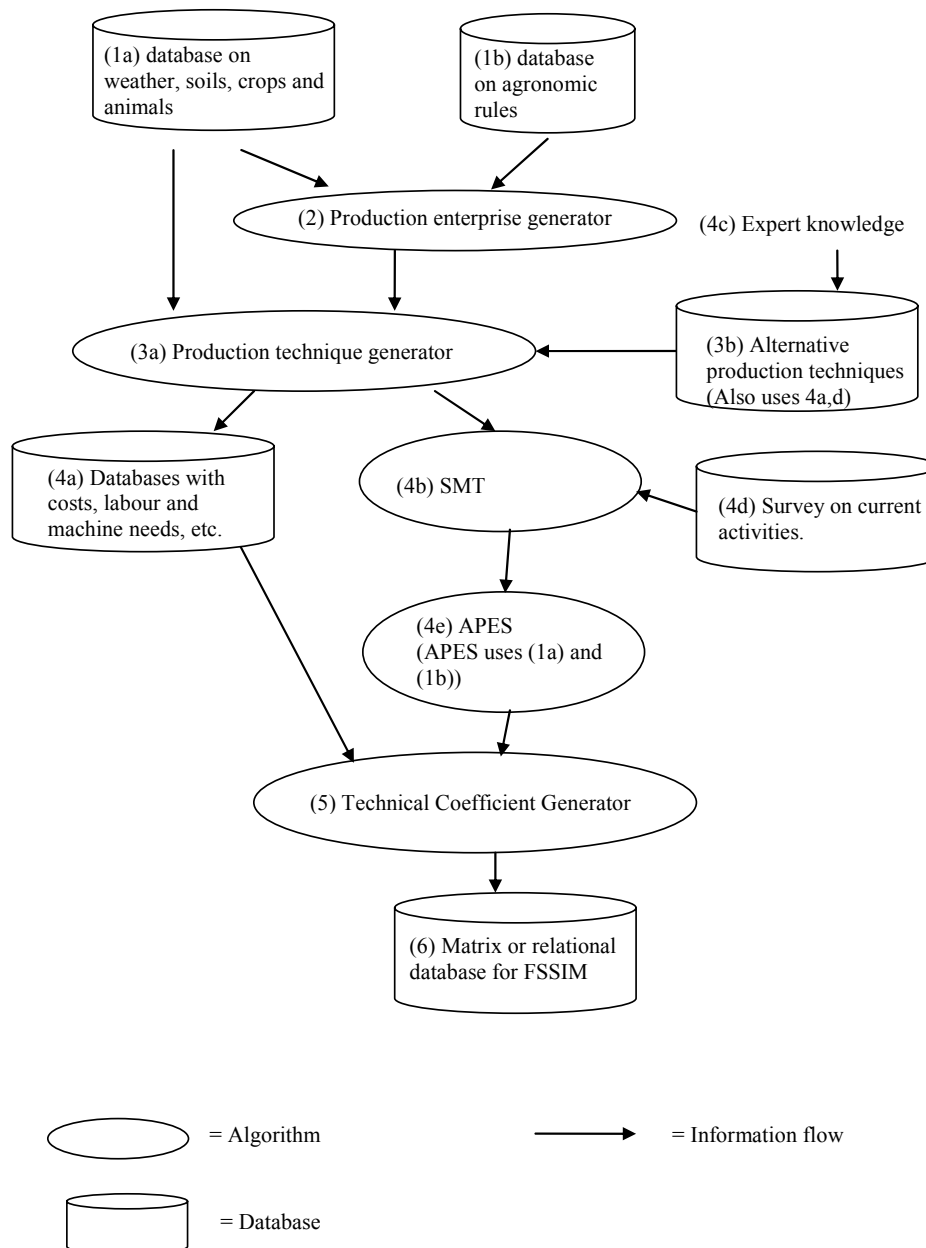 (1a) database on
weather, soils, crops and
animals
(1b) database
on agronomic
rules
(2) Production enterprise generator
(4c) Expert knowledge
(3a) Production technique generator
(3b) Alternative
production techniques
(Also uses 4a,d)
(4a) Databases with
costs, labour and
machine needs, etc.
(4b) SMT
(4d) Survey on current
activities.
(4e) APES
(APES uses (1a) and
(1b))
(5) Technical Coefficient Generator
(6) Matrix or relational
database for FSSIM
= Algorithm
= Information flow
= Database